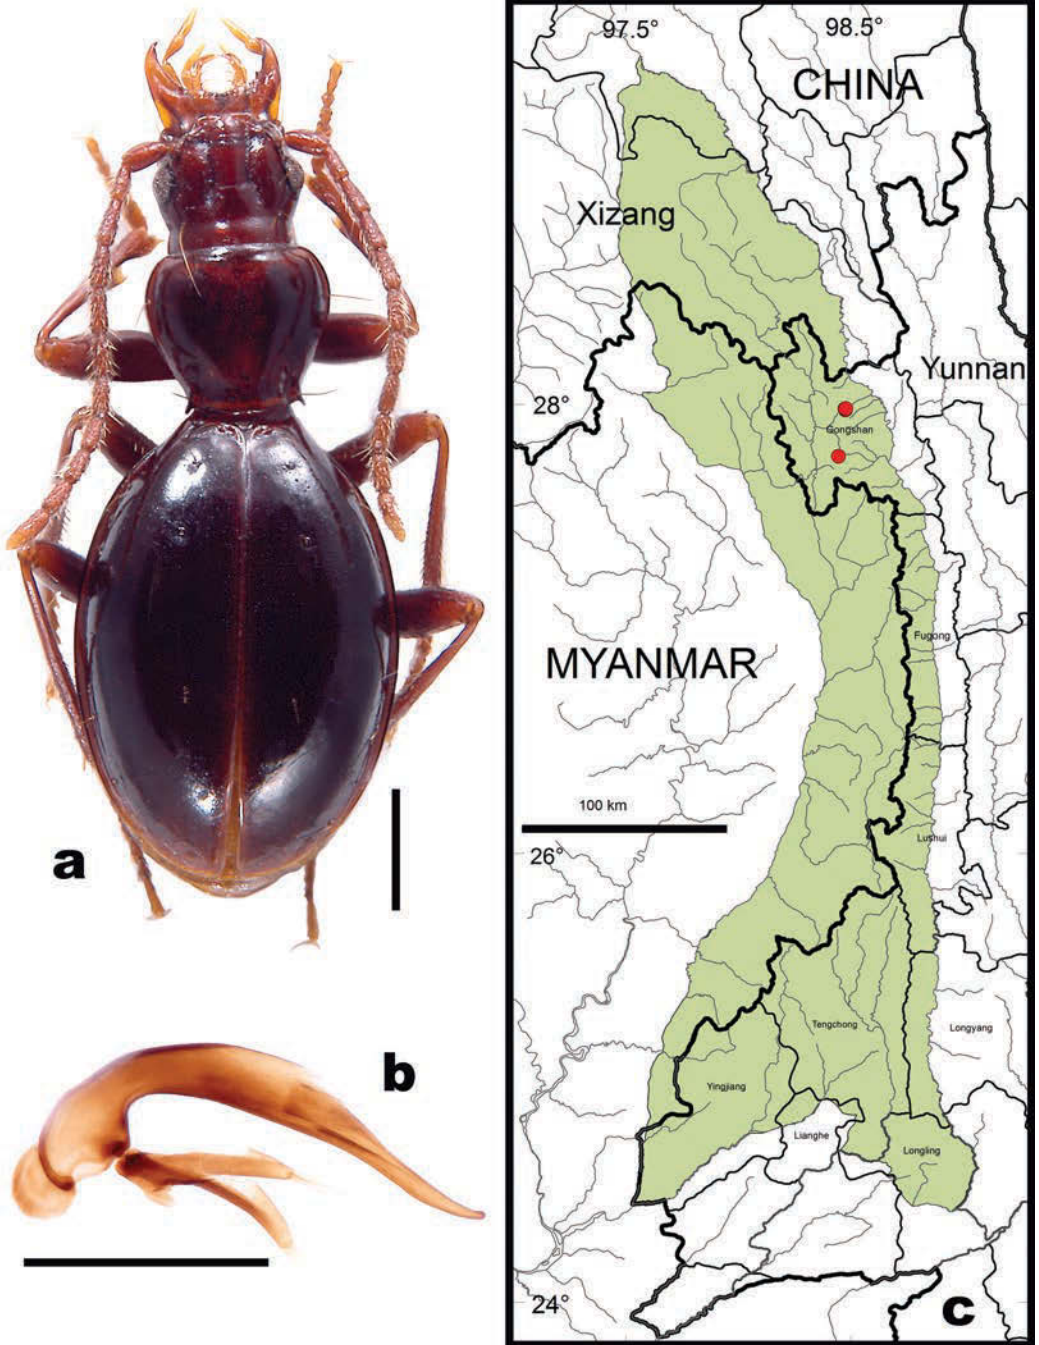 97.5°
98.5°
CHINA
Xizang
Yunnan
28°
Gongshan
Fugong
MYANMAR
100 km
Lushui
26°
a
Tengchong
Longyang
b
Yingjiang
Lianghe
Longling
24°
c